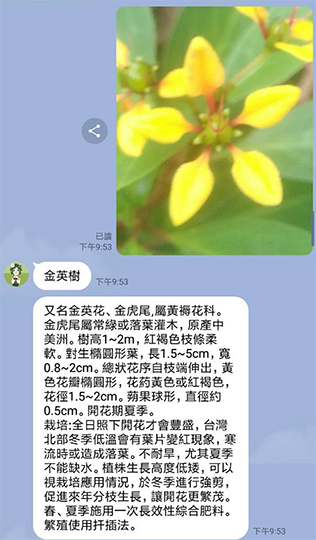 已讀
下午9:53
金英樹
下午9:53
又名金英花、金虎尾,屬黃褥花科。
金虎尾屬常綠或落葉灌木，原產中
美洲。樹高1~2m，紅褐色枝條柔
軟。對生橢圓形葉，長1.5~5cm，寬
0.8~2cm。總狀花序自枝端伸出，黃
色花瓣橢圓形，花葯黃色或紅褐色，
花徑1.5~2cm。蒴果球形，直徑約
0.5cm。開花期夏季。
栽培:全日照下開花才會豐盛，台灣
北部冬季低溫會有葉片變紅現象，寒
流時或造成落葉。不耐旱，尤其夏季
不能缺水。植株生長高度低矮，可以
視栽培應用情況，於冬季進行強剪，
促進來年分枝生長，讓開花更繁茂。
春、夏季施用一次長效性綜合肥料。
繁殖使用扦插法。
下午9:53